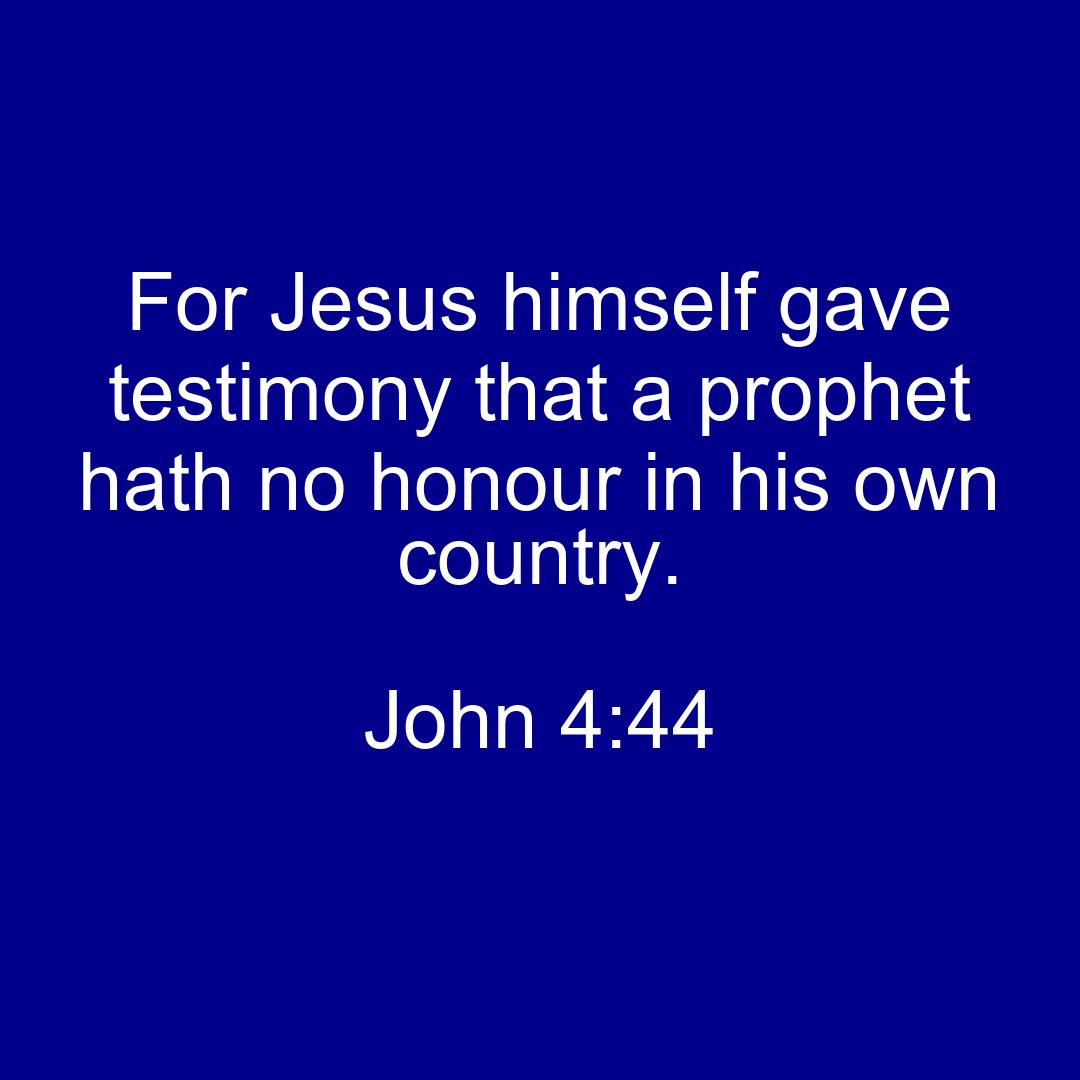 For Jesus himself gave
testimony that a prophet
hath no honour in his own
country.
John 4:44